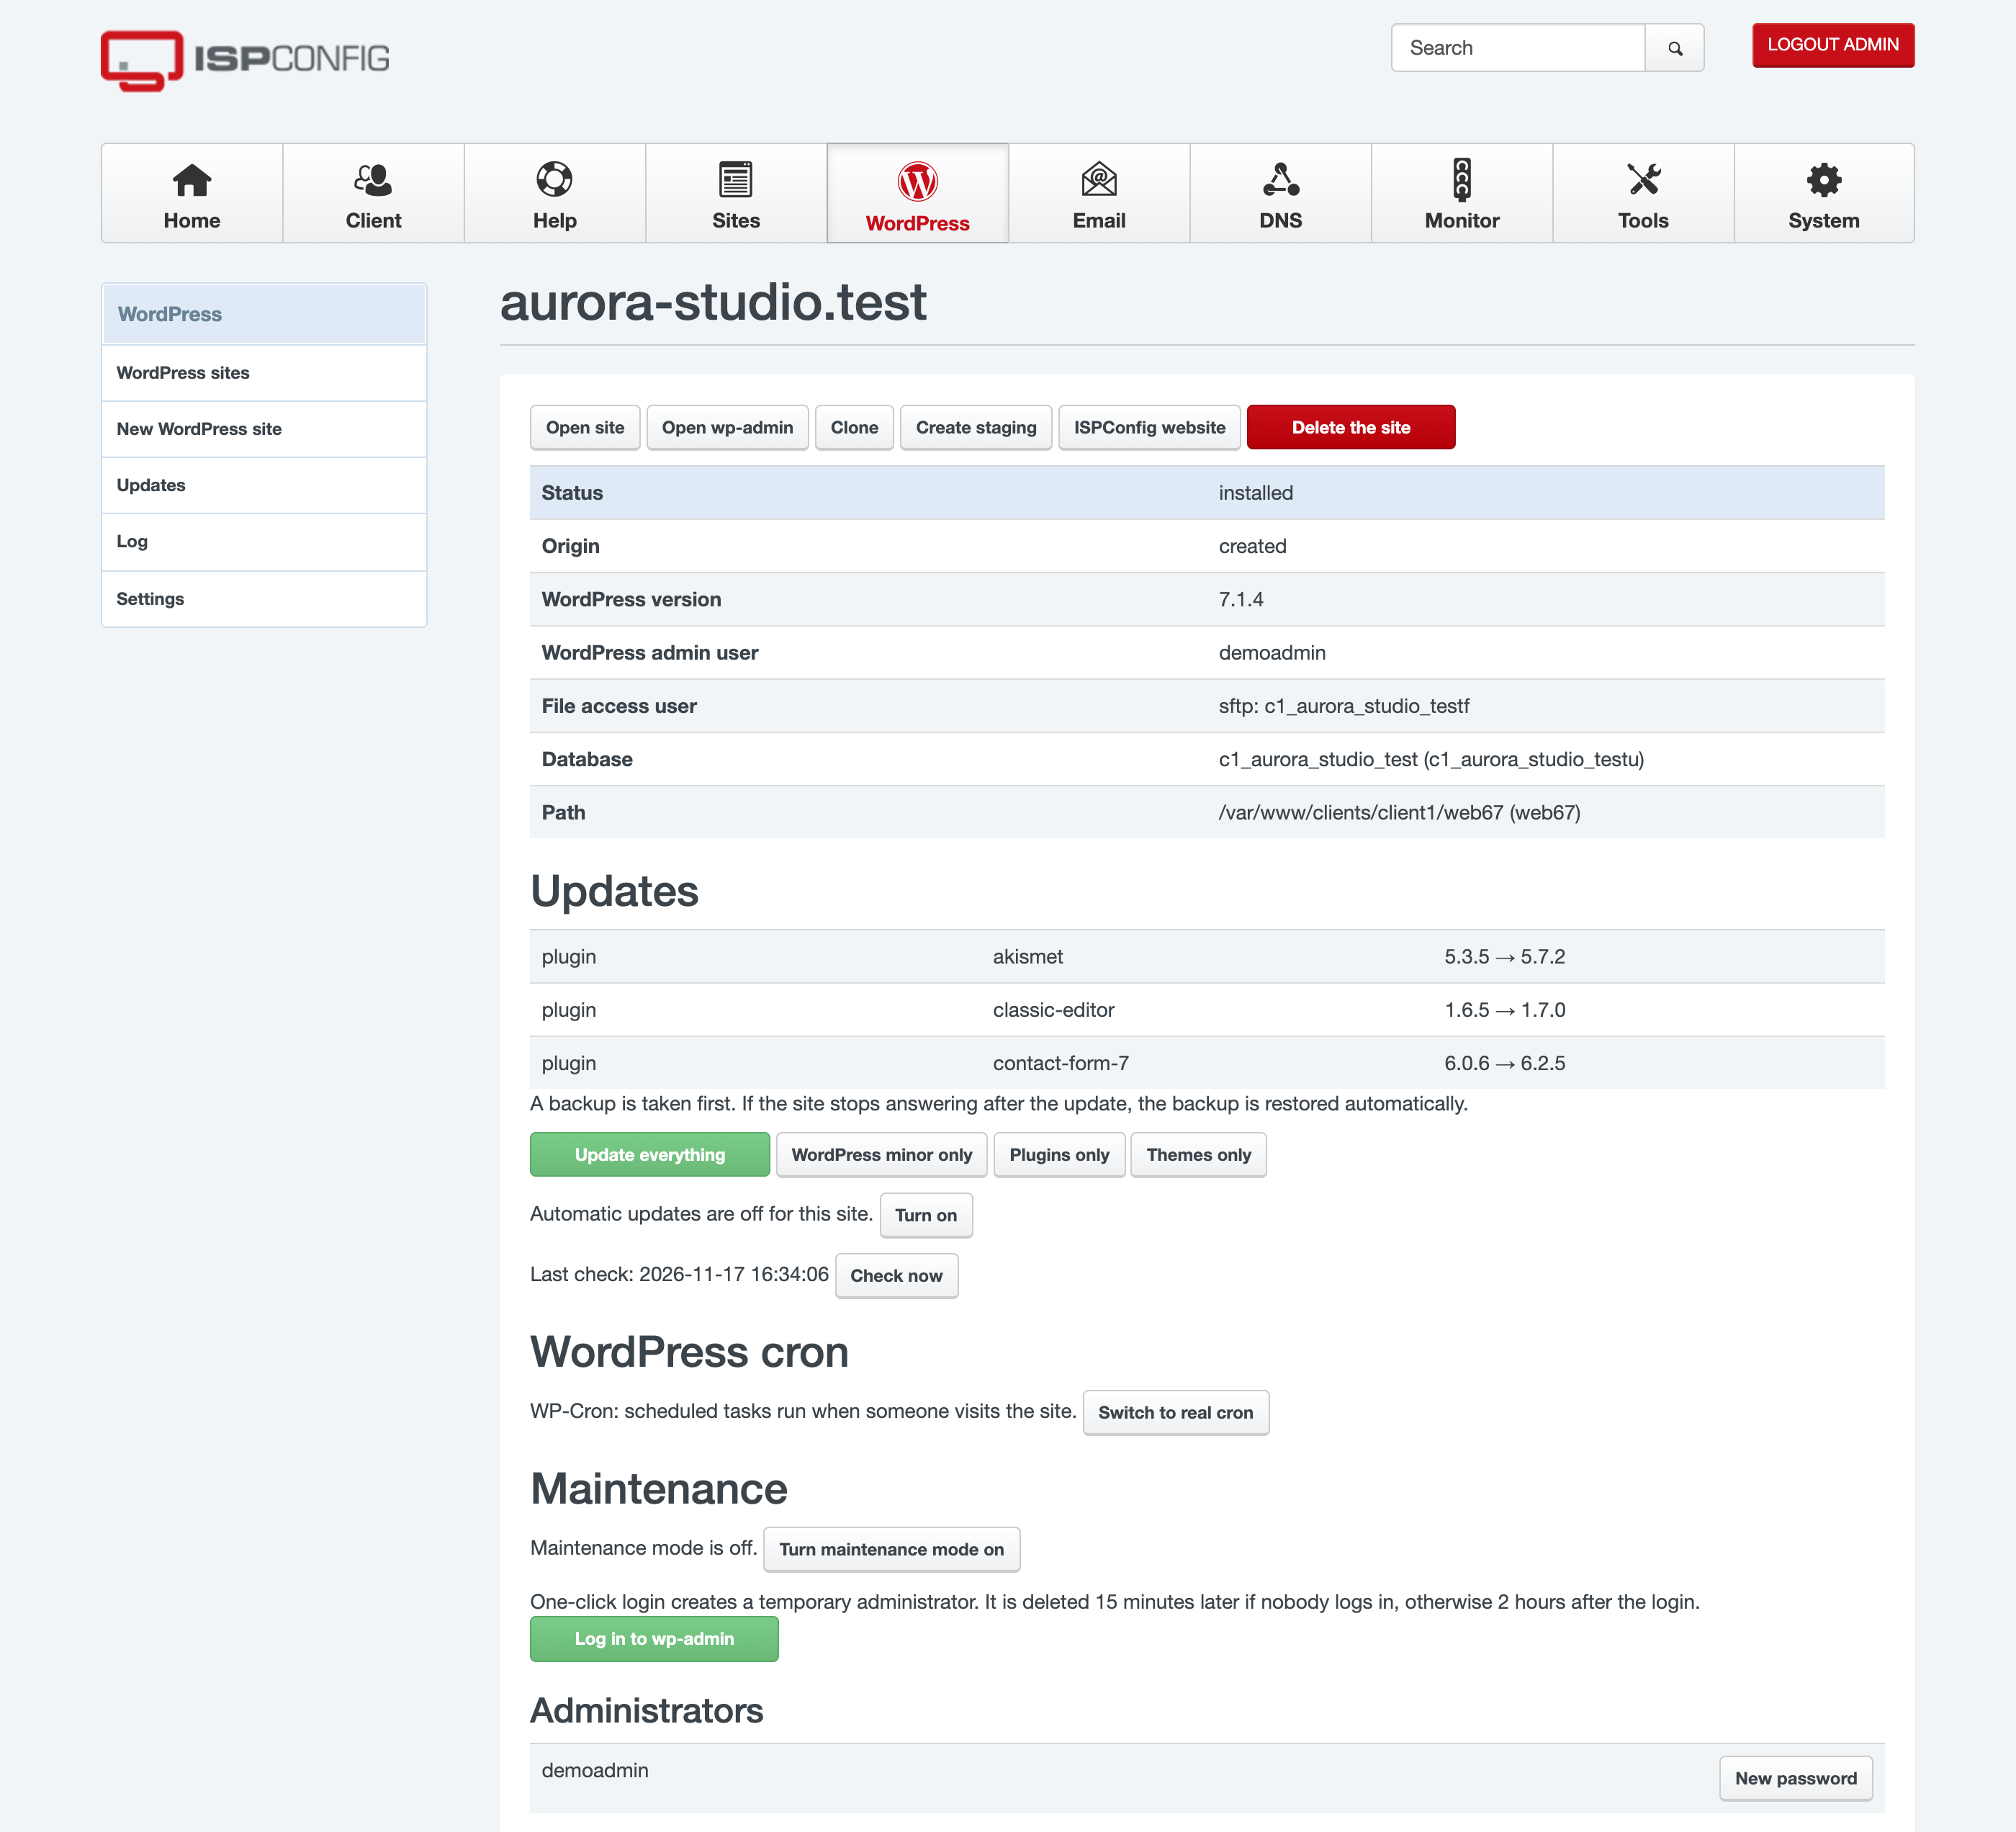 ISPCONFIG
Search
LOGOUT ADMIN
Home
Client
Help
Sites
WordPress
Email
DNS
Monitor
Tools
System
WordPress
WordPress sites
New WordPress site
Updates
Log
Settings
aurora-studio.test
Open site
Open wp-admin
Clone
Create staging
ISPConfig website
Delete the site
Status installed
Origin created
WordPress version 7.1.4
WordPress admin user demoadmin
File access user sftp: c1_aurora_studio_testf
Database c1_aurora_studio_test (c1_aurora_studio_testu)
Path /var/www/clients/client1/web67 (web67)
Updates
plugin akismet 5.3.5 → 5.7.2
plugin classic-editor 1.6.5 → 1.7.0
plugin contact-form-7 6.0.6 → 6.2.5
A backup is taken first. If the site stops answering after the update, the backup is restored automatically.
Update everything
WordPress minor only
Plugins only
Themes only
Automatic updates are off for this site. Turn on
Last check: 2026-11-17 16:34:06 Check now
WordPress cron
WP-Cron: scheduled tasks run when someone visits the site. Switch to real cron
Maintenance
Maintenance mode is off. Turn maintenance mode on
One-click login creates a temporary administrator. It is deleted 15 minutes later if nobody logs in, otherwise 2 hours after the login.
Log in to wp-admin
Administrators
demoadmin New password